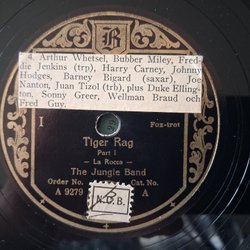 B
4. Arthur Whetsel, Bubber Miley, Fred-
die Jenkins (trp), Harry Carney, Johnny
Hodges, Barney Bigard (saxar), Joe
Nanton, Juan Tizol (trb), plus Duke Elling-
ton. Sonny Greer, Wellman Braud och
Fred Guy.
I
Fox-trot
Tiger Rag
Part I
— La Rocca —
The Jungle Band
Order No.
Cat. No.
A 9279
N.O.B.
A